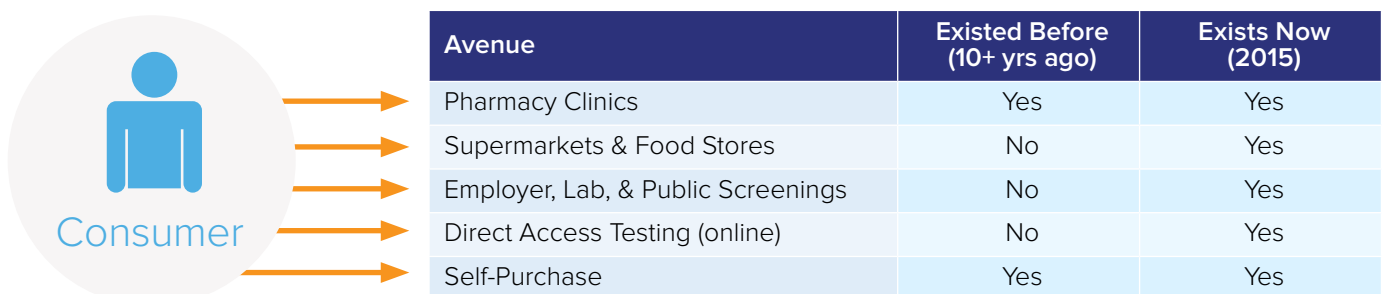 Consumer
Avenue Existed Before (10+ yrs ago) Exists Now (2015)
Pharmacy Clinics Yes Yes
Supermarkets & Food Stores No Yes
Employer, Lab, & Public Screenings No Yes
Direct Access Testing (online) No Yes
Self-Purchase Yes Yes